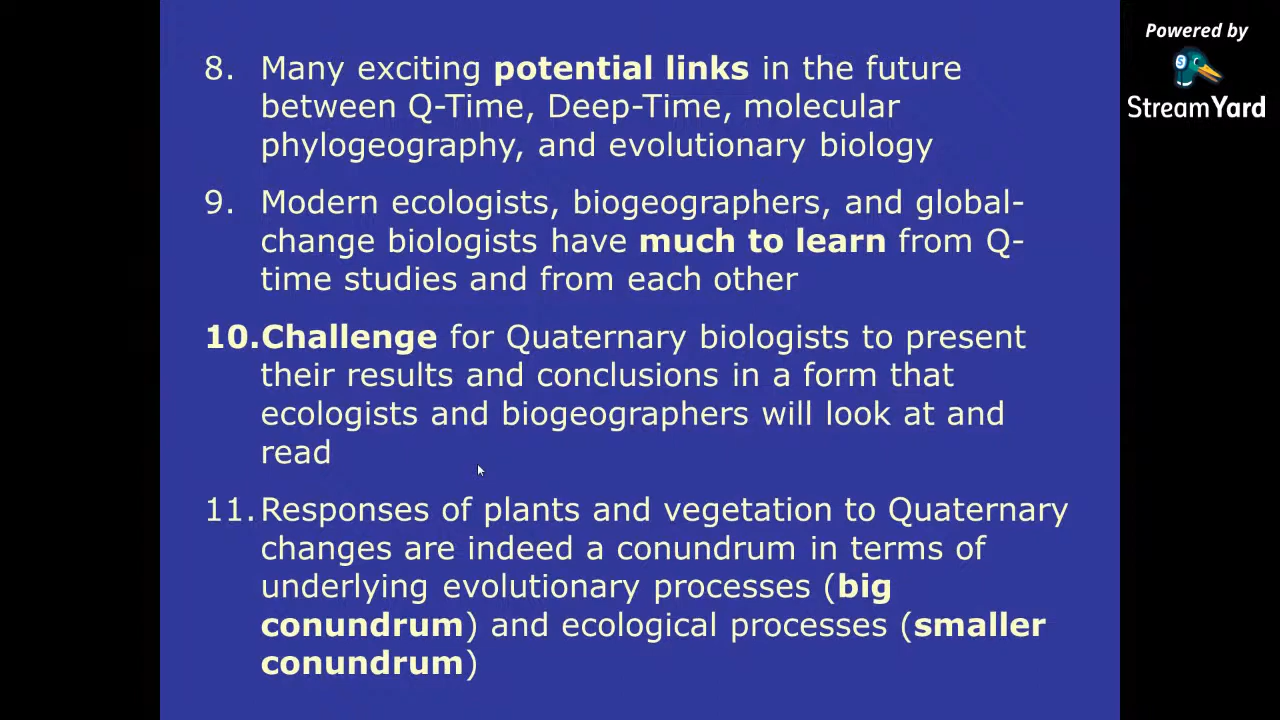 Powered by
StreamYard
8. Many exciting potential links in the future
between Q-Time, Deep-Time, molecular
phylogeography, and evolutionary biology
9. Modern ecologists, biogeographers, and global-
change biologists have much to learn from Q-
time studies and from each other
10. Challenge for Quaternary biologists to present
their results and conclusions in a form that
ecologists and biogeographers will look at and
read
11. Responses of plants and vegetation to Quaternary
changes are indeed a conundrum in terms of
underlying evolutionary processes (big
conundrum) and ecological processes (smaller
conundrum)